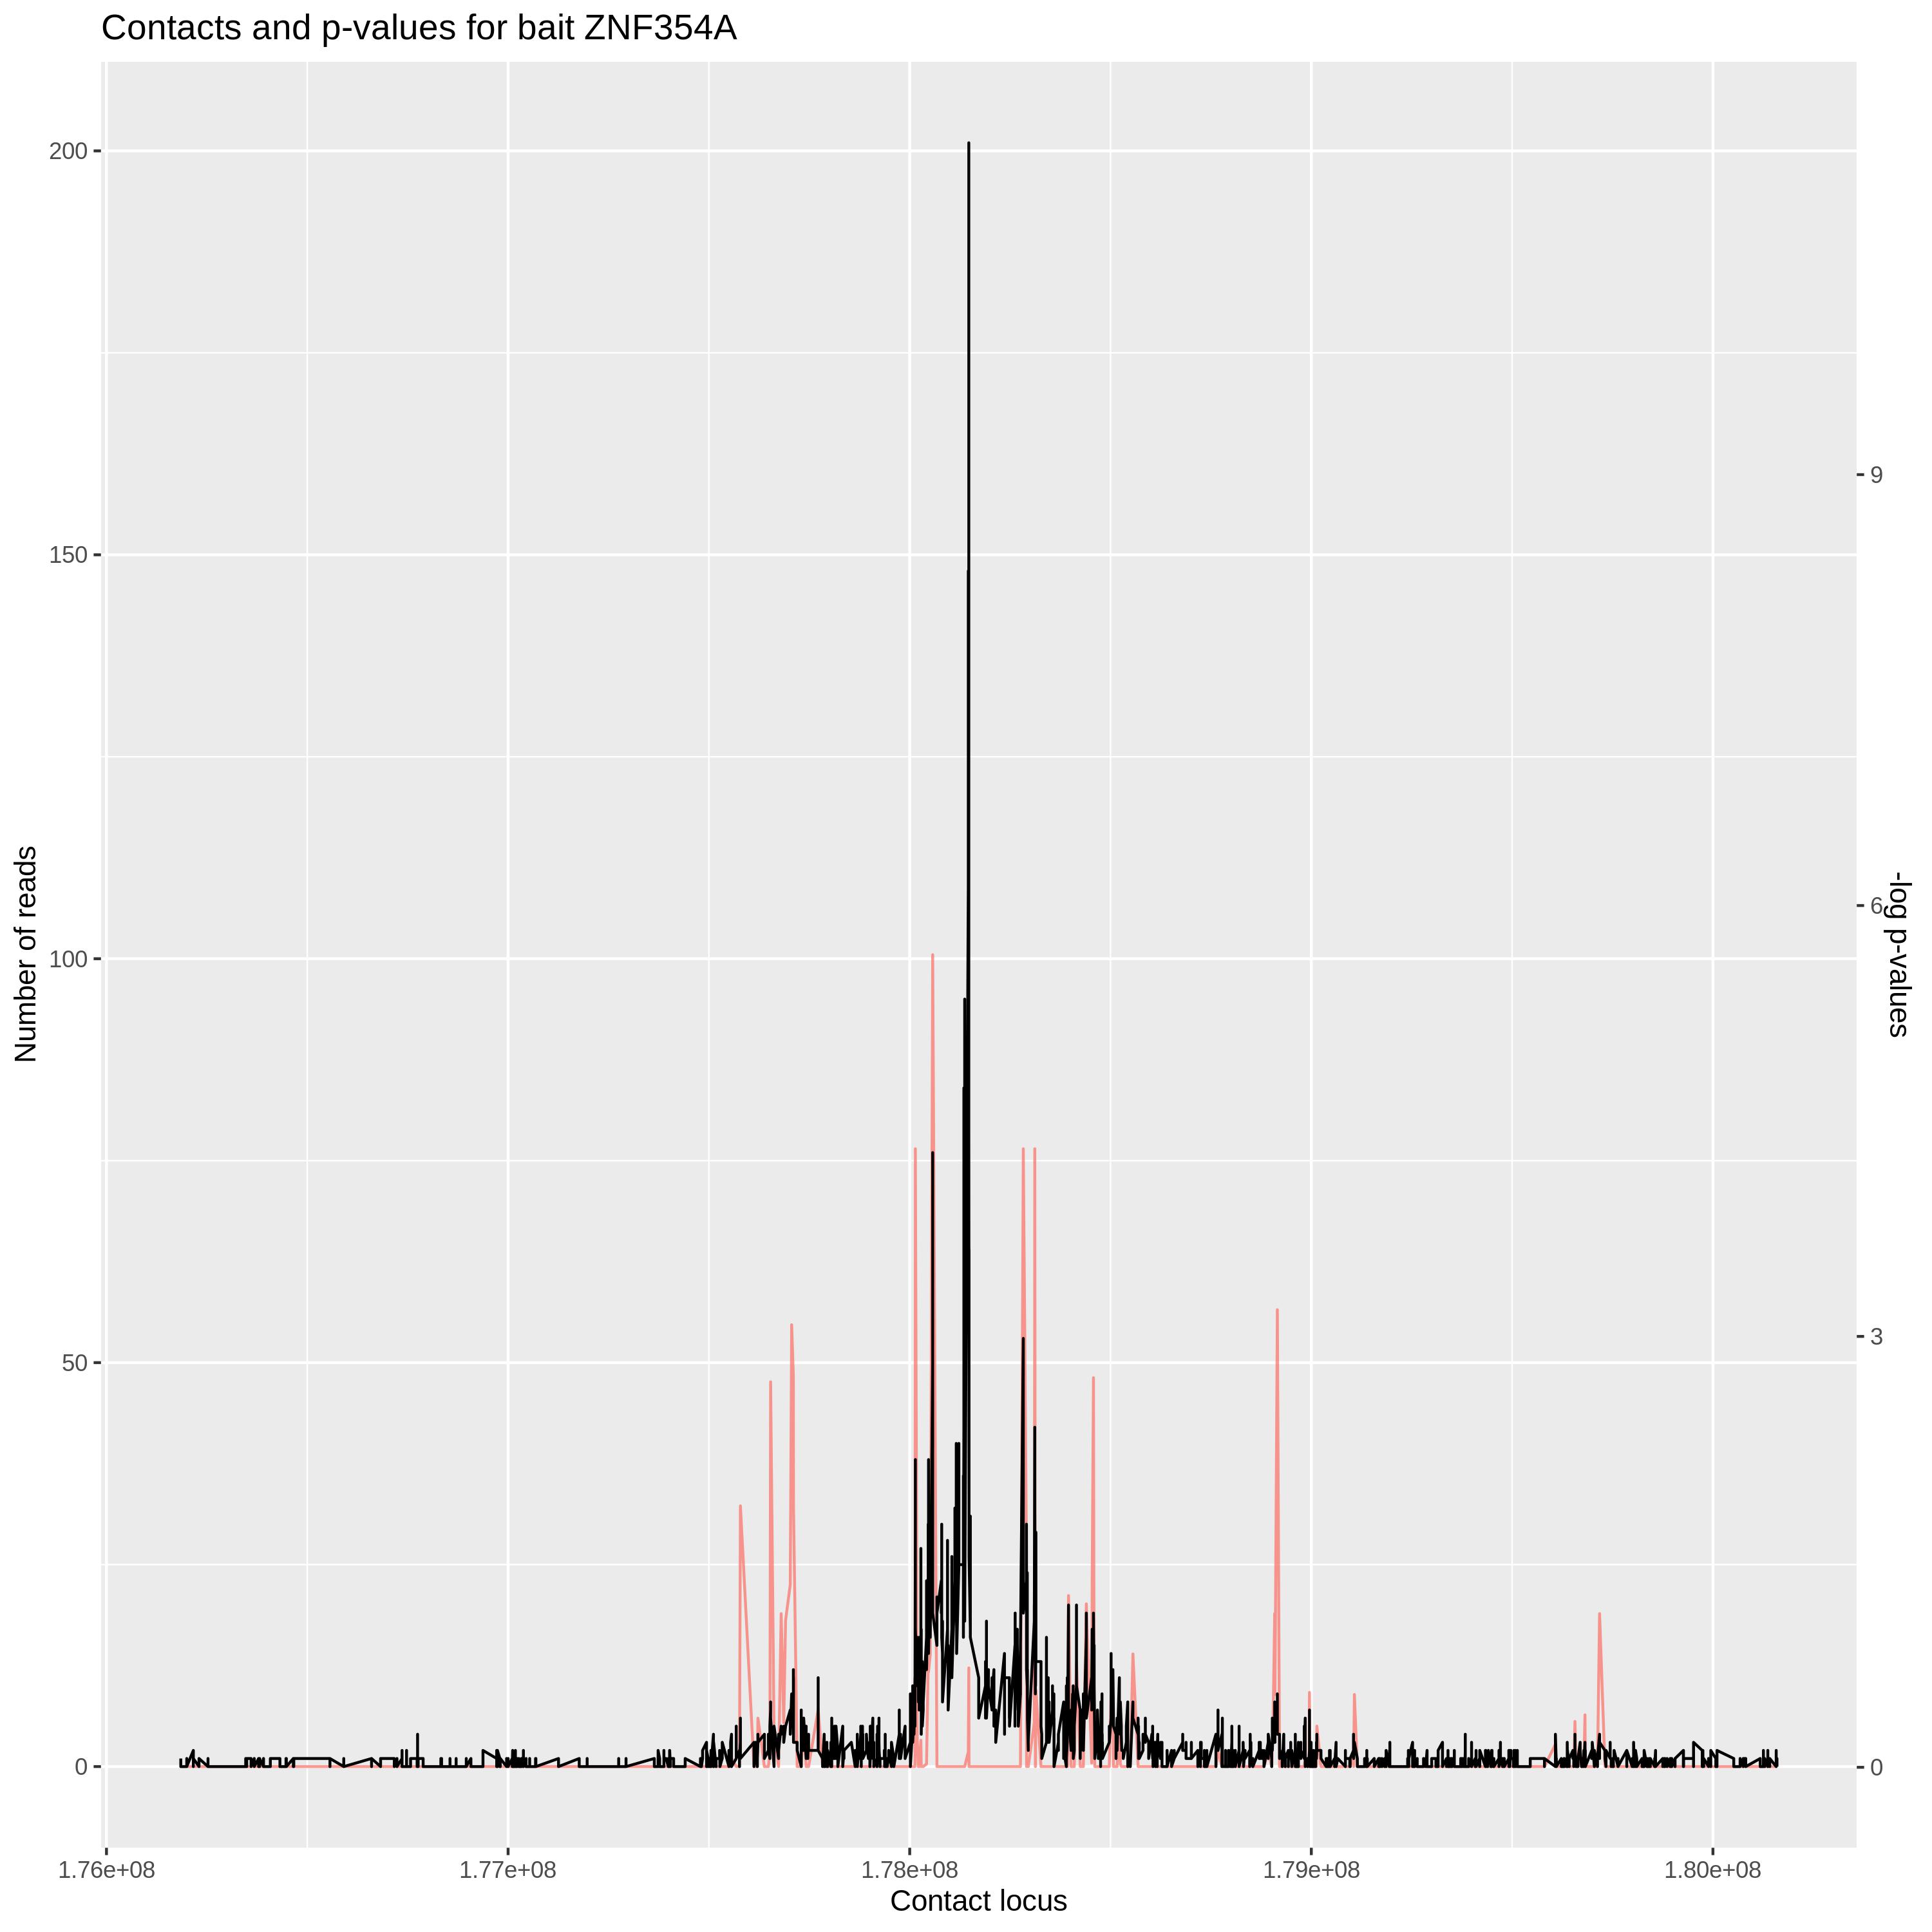 Contacts and p-values for bait ZNF354A
200
150
100
50
0
Number of reads
9
6
3
0
-log p-values
1.76e+08 1.77e+08 1.78e+08 1.79e+08 1.80e+08
Contact locus